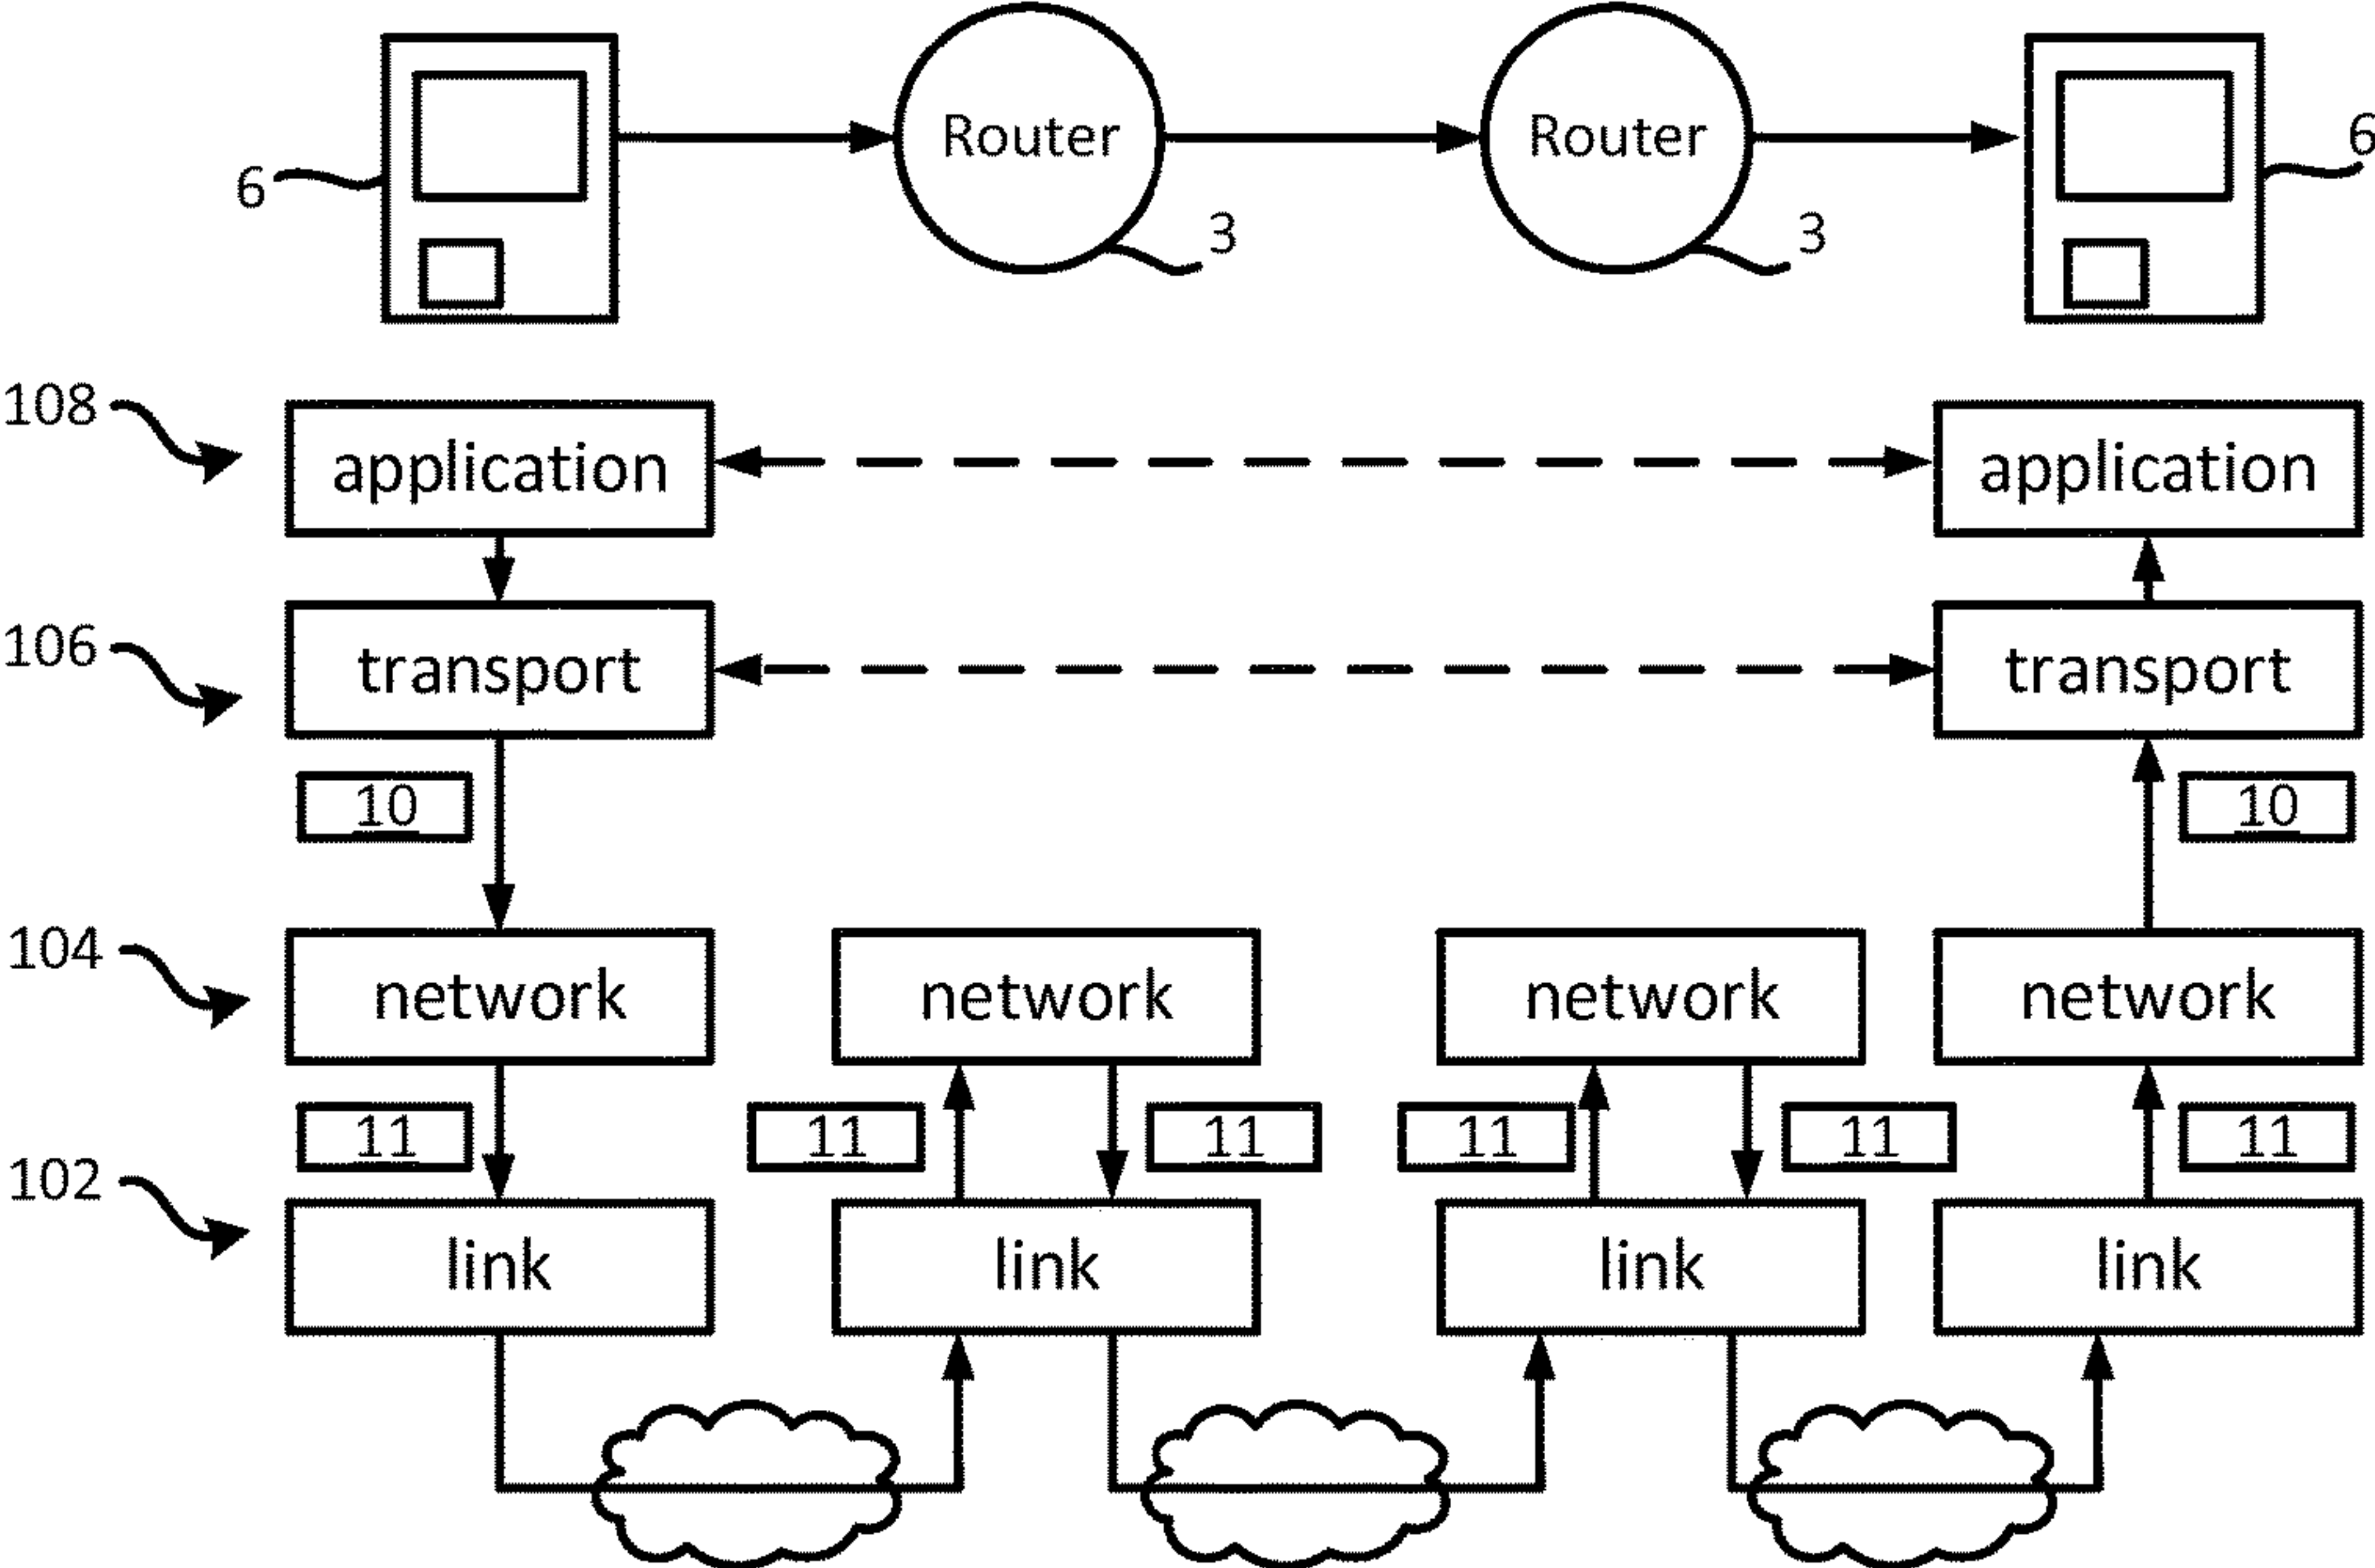 Router
Router
6
6
3
3
108
application
application
106
transport
transport
10
10
104
network
network
network
network
11
11
11
11
11
11
102
link
link
link
link